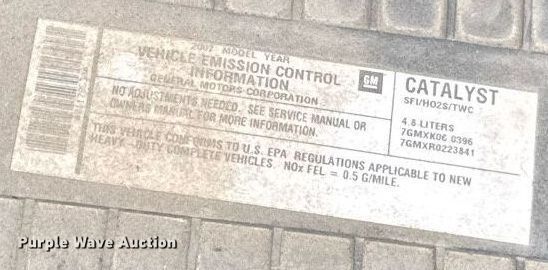 2007 MODEL YEAR
VEHICLE EMISSION CONTROL
INFORMATION
GENERAL MOTORS CORPORATION
GM
NO ADJUSTMENTS NEEDED. SEE SERVICE MANUAL OR
OWNERS MANUAL FOR MORE INFORMATION.
THIS VEHICLE CONFORMS TO U.S. EPA REGULATIONS APPLICABLE TO NEW
HEAVY - DUTY COMPLETE VEHICLES. NOx FEL = 0.5 G/MILE.
CATALYST
SFI/HO2S/TWC
4.8 LITERS
7GMXK06.0396
7GMXR0223841
Purple Wave Auction